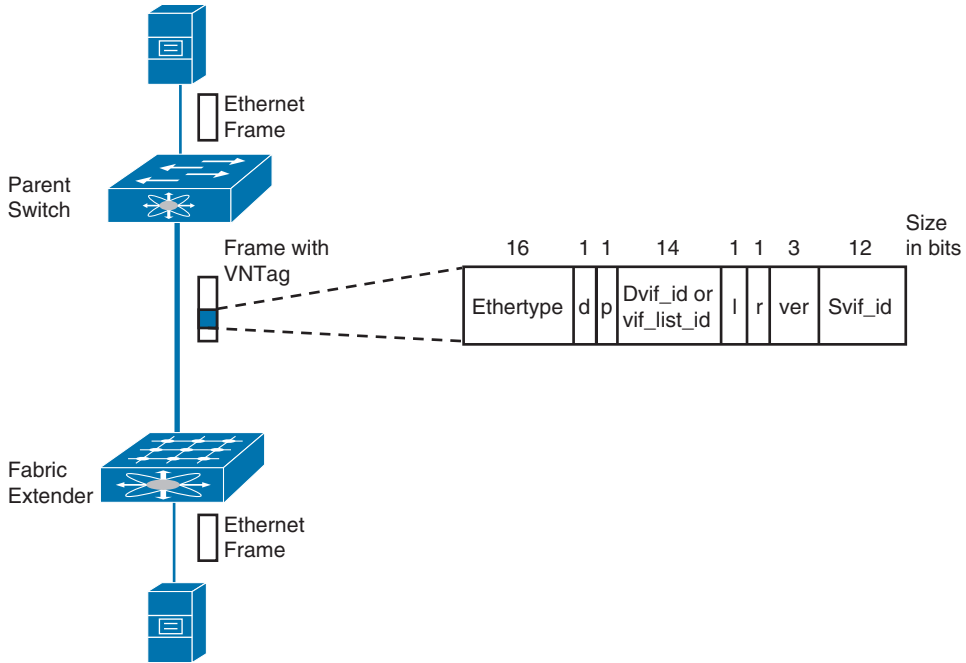 Ethernet
Frame
Parent
Switch
Frame with
VNTag
Size
in bits
16 1 1 14 1 1 3 12
Ethertype d p Dvif_id or
vif_list_id l r ver Svif_id
Fabric
Extender
Ethernet
Frame